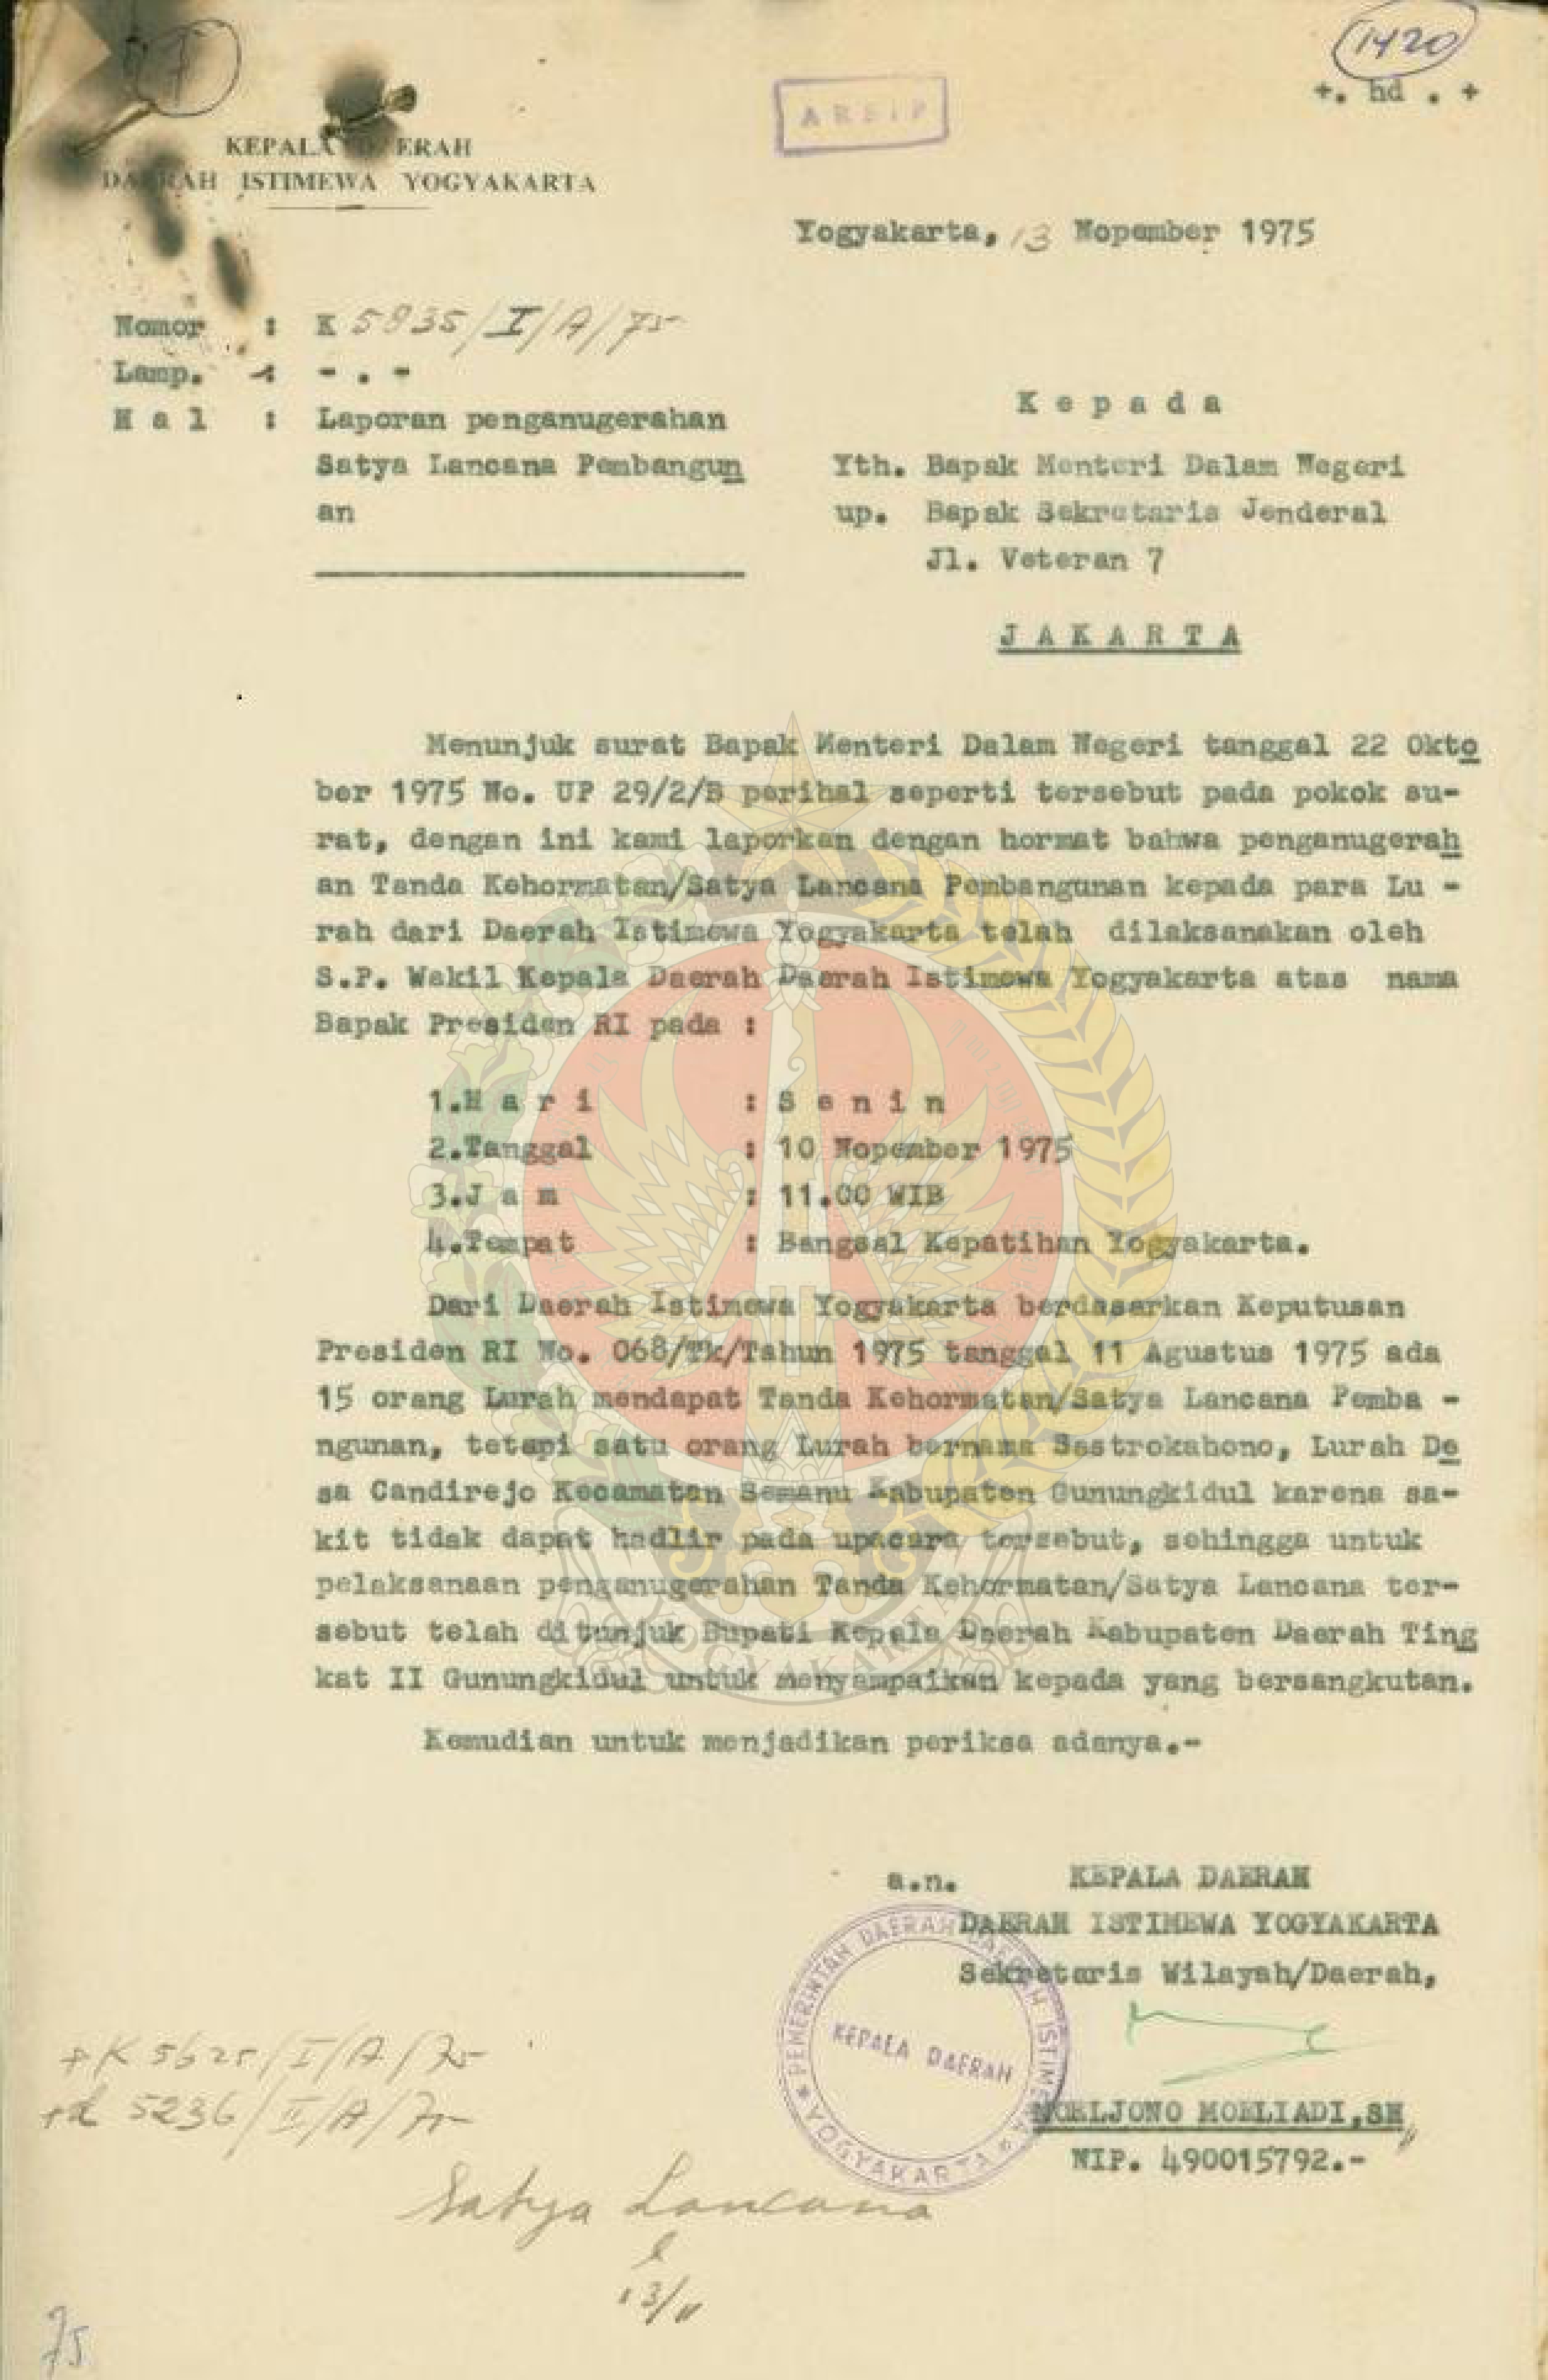 1420
+. hd . +
ARSIP
KEPALA DAERAH
DAERAH ISTIMEWA YOGYAKARTA
Yogyakarta, 13 Nopember 1975
Nomor : K 5935/I/A/75
Lamp. : - . -
H a l : Laporan penganugerahan
Satya Lancana Pembangun
an
K e p a d a
Yth. Bapak Menteri Dalam Negeri
up. Bapak Sekretaris Jenderal
Jl. Veteran 7
J A K A R T A
Menunjuk surat Bapak Menteri Dalam Negeri tanggal 22 Okto
ber 1975 No. UP 29/2/B perihal seperti tersebut pada pokok su-
rat, dengan ini kami laporkan dengan hormat bahwa penganugerah
an Tanda Kehormatan/Satya Lancana Pembangunan kepada para Lu -
rah dari Daerah Istimewa Yogyakarta telah dilaksanakan oleh
S.P. Wakil Kepala Daerah Daerah Istimewa Yogyakarta atas nama
Bapak Presiden RI pada :
1.H a r i : S e n i n
2.Tanggal : 10 Nopember 1975
3.J a m : 11.00 WIB
4.Tempat : Bangsal Kepatihan Yogyakarta.
Dari Daerah Istimewa Yogyakarta berdasarkan Keputusan
Presiden RI No. 068/Tk/Tahun 1975 tanggal 11 Agustus 1975 ada
15 orang Lurah mendapat Tanda Kehormatan/Satya Lancana Pemba -
ngunan, tetapi satu orang Lurah bernama Sastrokahono, Lurah De
sa Candirejo Kecamatan Semanu Kabupaten Gunungkidul karena sa-
kit tidak dapat hadlir pada upacara tersebut, sehingga untuk
pelaksanaan penganugerahan Tanda Kehormatan/Satya Lancana ter-
sebut telah ditunjuk Bupati Kepala Daerah Kabupaten Daerah Ting
kat II Gunungkidul untuk menyampaikan kepada yang bersangkutan.
YOGYAKARTA
Kemudian untuk menjadikan periksa adanya.-
a.n. KEPALA DAERAH
DAERAH ISTIMEWA YOGYAKARTA
Sekretaris Wilayah/Daerah,
PEMERINTAH DAERAH DAERAH ISTIMEWA
KEPALA DAERAH
* YOGYAKARTA *
MOELJONO MOELIADI,SH
NIP. 490015792.-
+ K 5625/I/A/75
5236/II/A/75
Satya Lancana
13/11
75